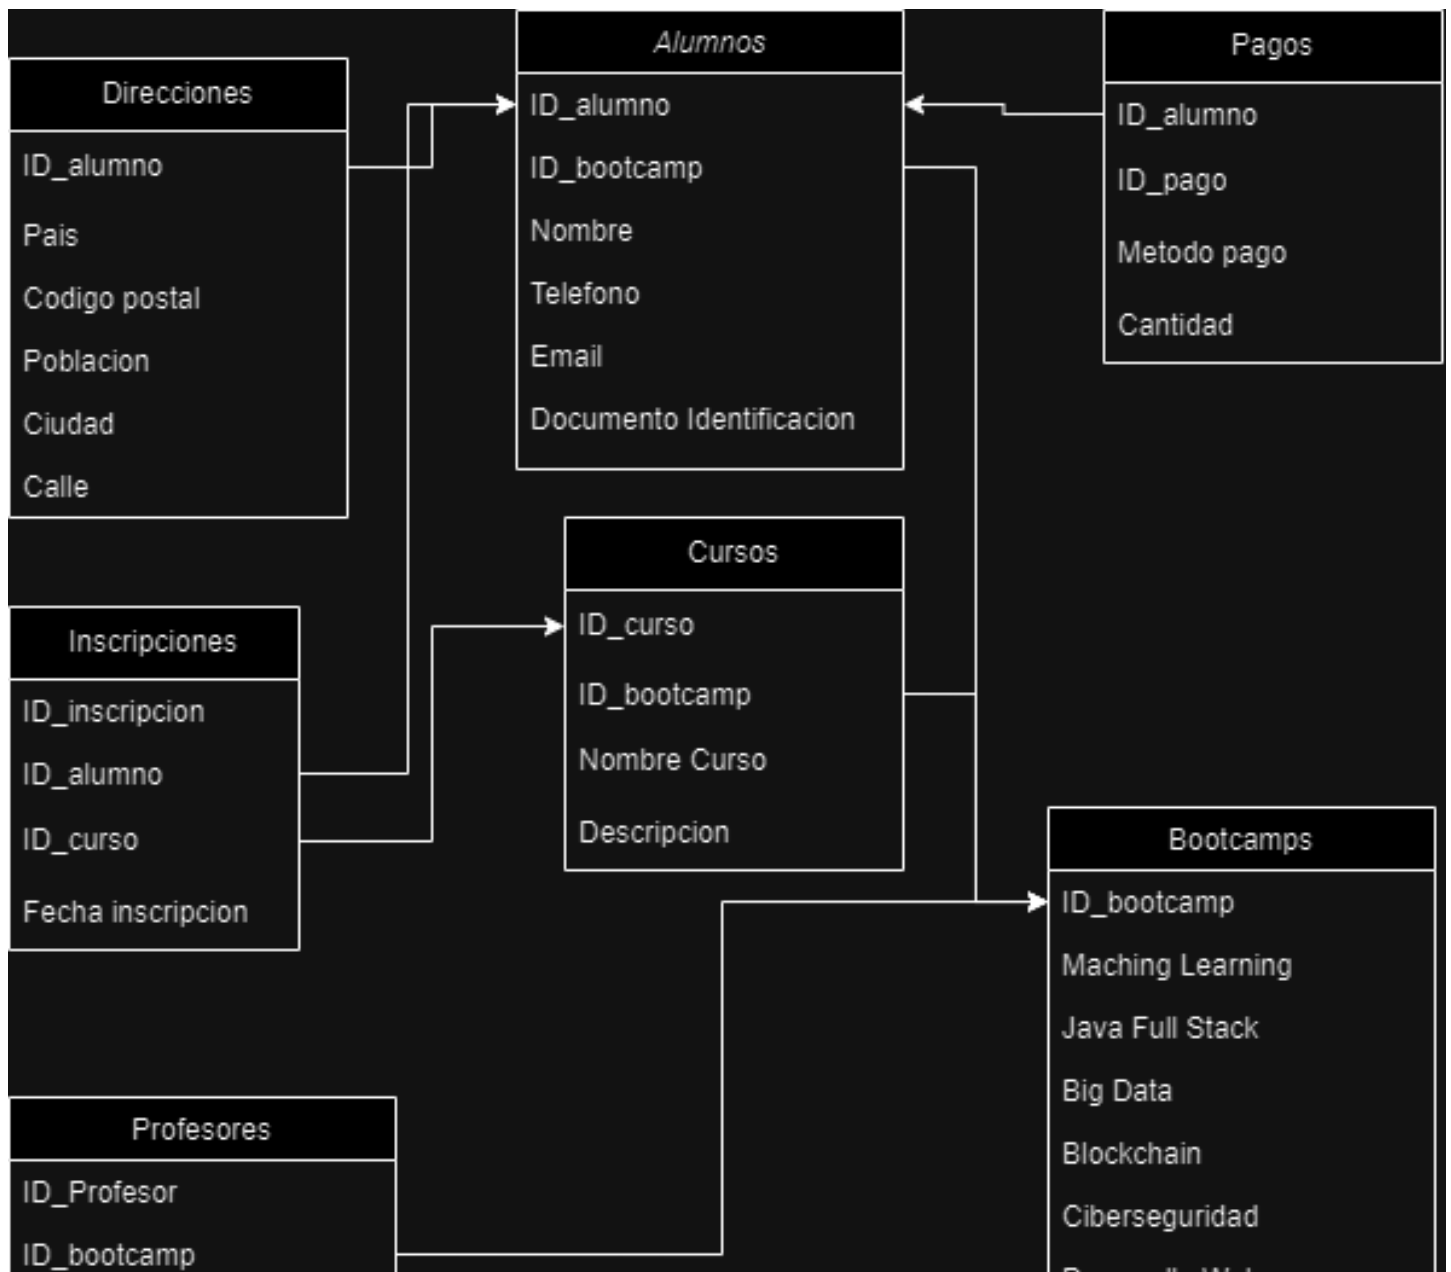 Direcciones
ID_alumno
Pais
Codigo postal
Poblacion
Ciudad
Calle
Alumnos
ID_alumno
ID_bootcamp
Nombre
Telefono
Email
Documento Identificacion
Pagos
ID_alumno
ID_pago
Metodo pago
Cantidad
Inscripciones
ID_inscripcion
ID_alumno
ID_curso
Fecha inscripcion
Cursos
ID_curso
ID_bootcamp
Nombre Curso
Descripcion
Bootcamps
ID_bootcamp
Maching Learning
Java Full Stack
Big Data
Blockchain
Ciberseguridad
Profesores
ID_Profesor
ID_bootcamp